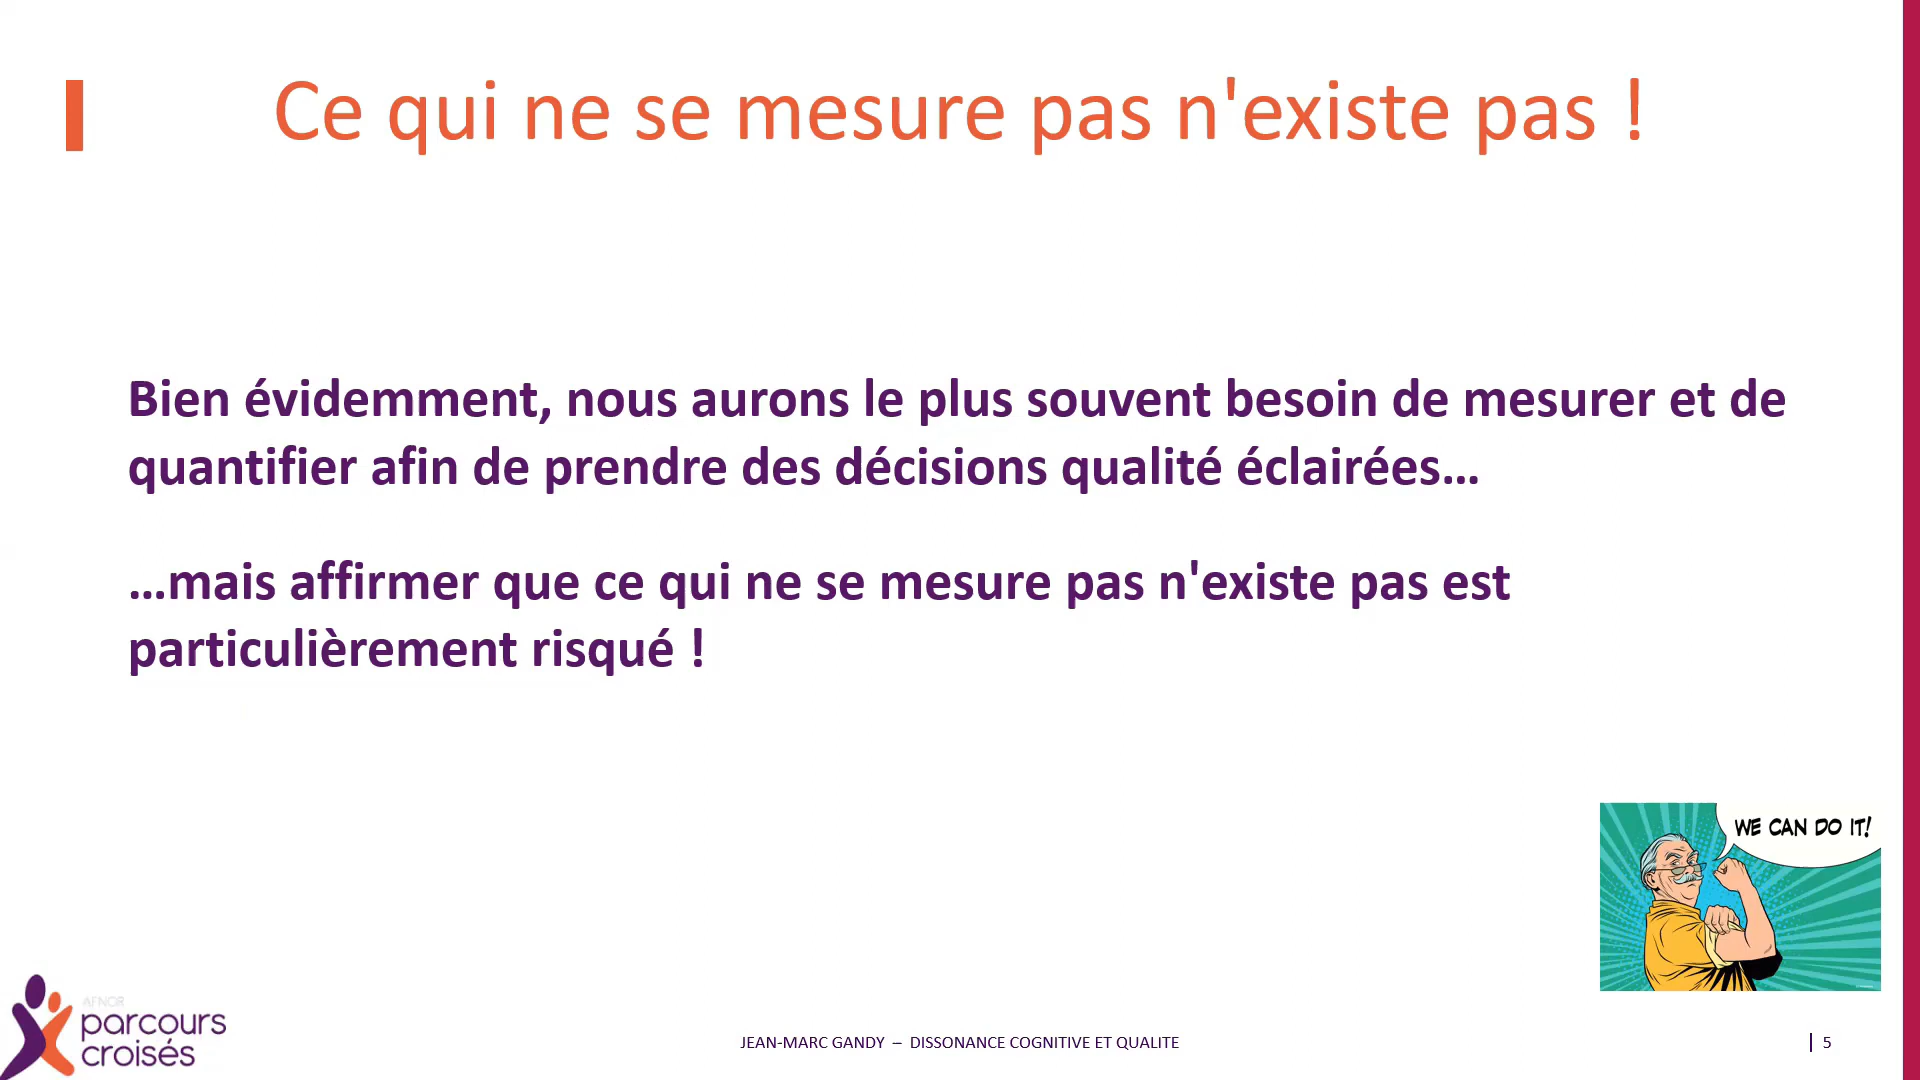 Ce qui ne se mesure pas n'existe pas !
Bien évidemment, nous aurons le plus souvent besoin de mesurer et de
quantifier afin de prendre des décisions qualité éclairées...
...mais affirmer que ce qui ne se mesure pas n'existe pas est
particulièrement risqué !
WE CAN DO IT!
AFNOR
parcours
croisés
JEAN-MARC GANDY – DISSONANCE COGNITIVE ET QUALITE
5